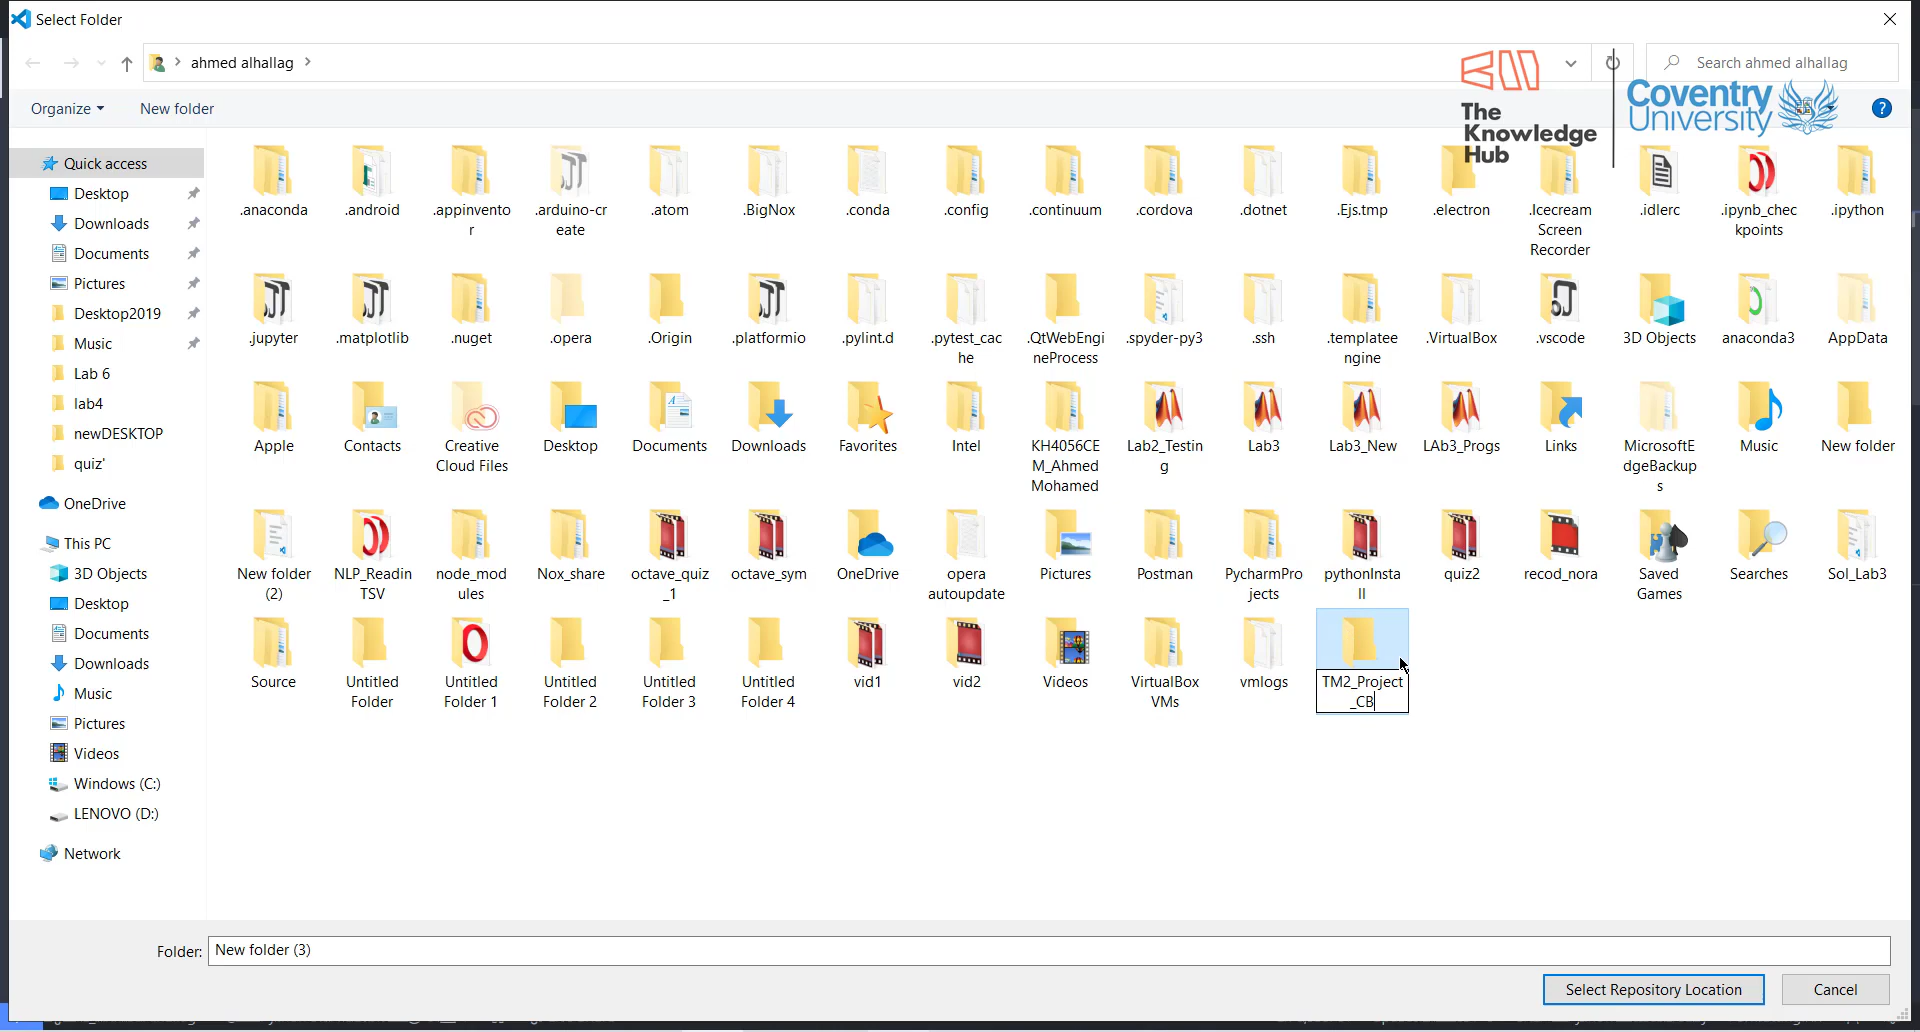 Select Folder
ahmed alhallag
Search ahmed alhallag
Organize
New folder
The
Knowledge
Hub
Coventry
University
Quick access
Desktop
Downloads
Documents
Pictures
Desktop2019
Music
Lab 6
lab4
newDESKTOP
quiz'
OneDrive
This PC
3D Objects
Desktop
Documents
Downloads
Music
Pictures
Videos
Windows (C:)
LENOVO (D:)
Network
.anaconda
.android
.appinvento
r
.arduino-cr
eate
.atom
.BigNox
.conda
.config
.continuum
.cordova
.dotnet
.Ejs.tmp
.electron
.Icecream
Screen
Recorder
.idlerc
.ipynb_chec
kpoints
.ipython
.jupyter
.matplotlib
.nuget
.opera
.Origin
.platformio
.pylint.d
.pytest_cac
he
.QtWebEngi
neProcess
.spyder-py3
.ssh
.templatee
ngine
.VirtualBox
.vscode
3D Objects
anaconda3
AppData
Apple
Contacts
Creative
Cloud Files
Desktop
Documents
Downloads
Favorites
Intel
KH4056CE
M_Ahmed
Mohamed
Lab2_Testin
g
Lab3
Lab3_New
LAb3_Progs
Links
MicrosoftE
dgeBackup
s
Music
New folder
New folder
(2)
NLP_Readin
TSV
node_mod
ules
Nox_share
octave_quiz
_1
octave_sym
OneDrive
opera
autoupdate
Pictures
Postman
PycharmPro
jects
pythonInsta
ll
quiz2
recod_nora
Saved
Games
Searches
Sol_Lab3
Source
Untitled
Folder
Untitled
Folder 1
Untitled
Folder 2
Untitled
Folder 3
Untitled
Folder 4
vid1
vid2
Videos
VirtualBox
VMs
vmlogs
TM2_Project
_CB
Folder:
New folder (3)
Select Repository Location
Cancel